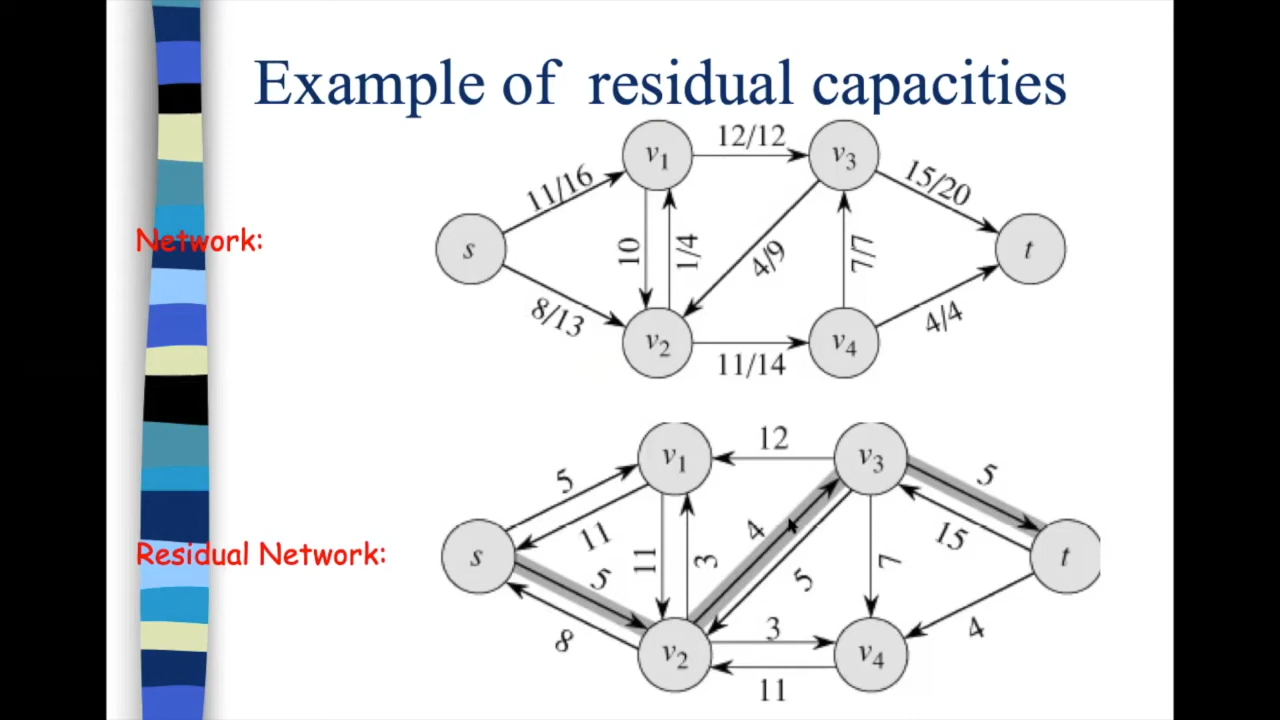 Example of residual capacities
12/12
v1
v3
11/16
15/20
Network:
s
10
1/4
4/9
7/7
t
8/13
4/4
v2
v4
11/14
12
v1
v3
5
5
11
4
15
Residual Network:
s
5
11
3
5
7
t
8
3
4
v2
v4
11